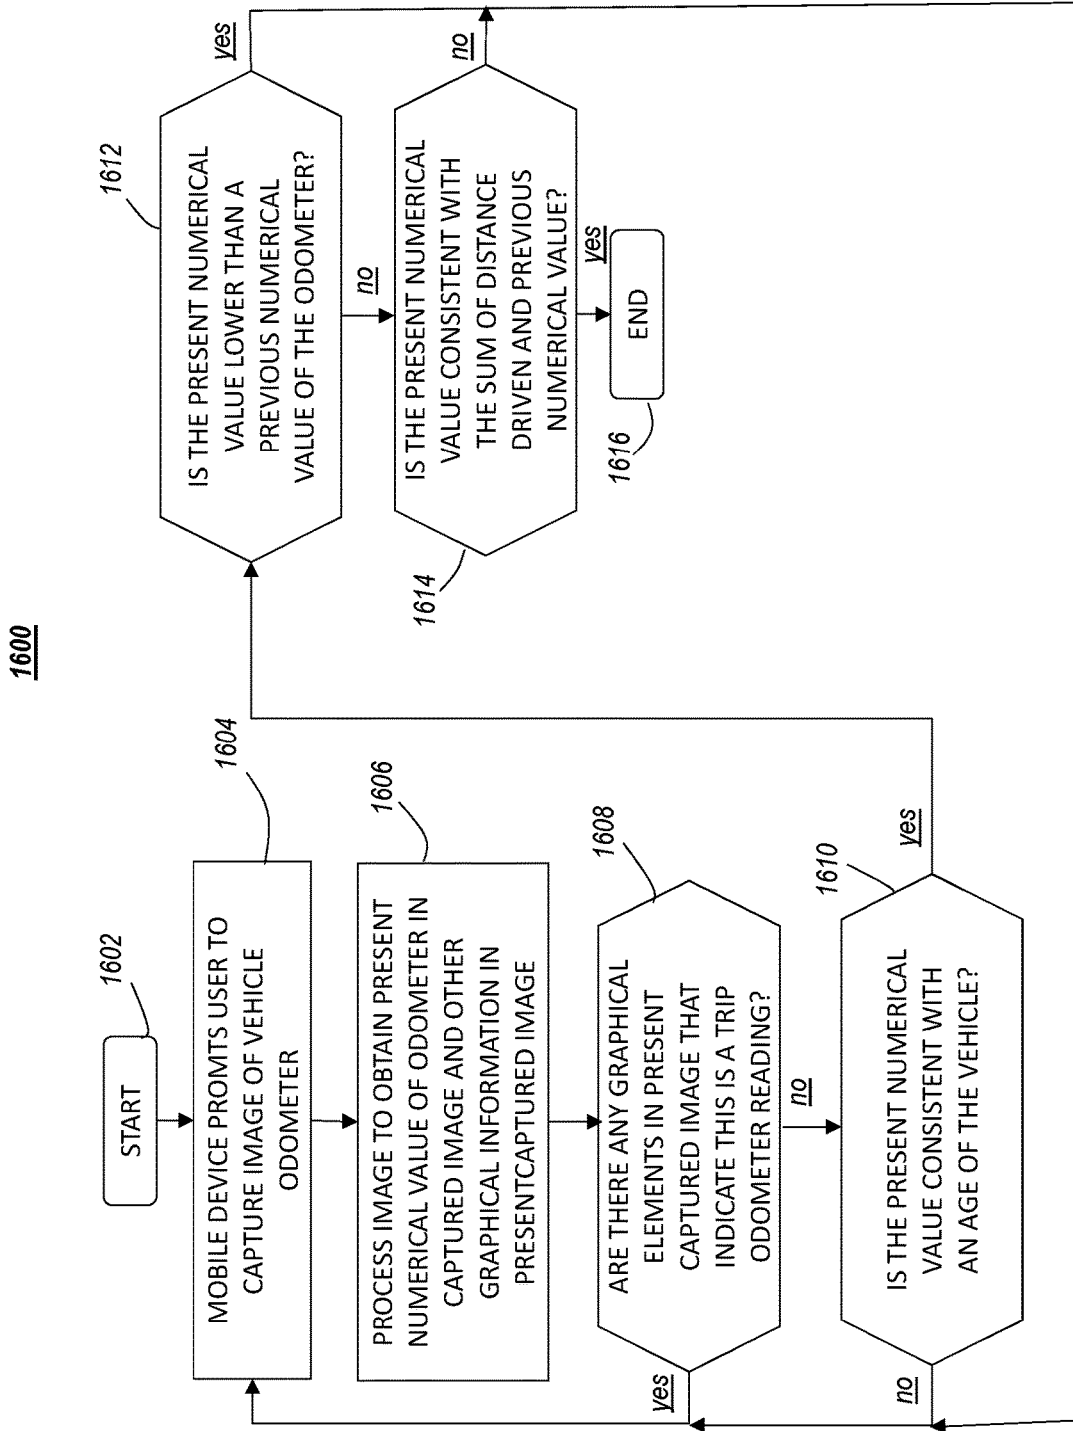 1600
START
1602
MOBILE DEVICE PROMTS USER TO
CAPTURE IMAGE OF VEHICLE
ODOMETER
1604
PROCESS IMAGE TO OBTAIN PRESENT
NUMERICAL VALUE OF ODOMETER IN
CAPTURED IMAGE AND OTHER
GRAPHICAL INFORMATION IN
PRESENTCAPTURED IMAGE
1606
ARE THERE ANY GRAPHICAL
ELEMENTS IN PRESENT
CAPTURED IMAGE THAT
INDICATE THIS IS A TRIP
ODOMETER READING?
1608
yes
no
IS THE PRESENT NUMERICAL
VALUE CONSISTENT WITH
AN AGE OF THE VEHICLE?
1610
no
yes
IS THE PRESENT NUMERICAL
VALUE LOWER THAN A
PREVIOUS NUMERICAL
VALUE OF THE ODOMETER?
1612
yes
no
IS THE PRESENT NUMERICAL
VALUE CONSISTENT WITH
THE SUM OF DISTANCE
DRIVEN AND PREVIOUS
NUMERICAL VALUE?
1614
no
yes
END
1616